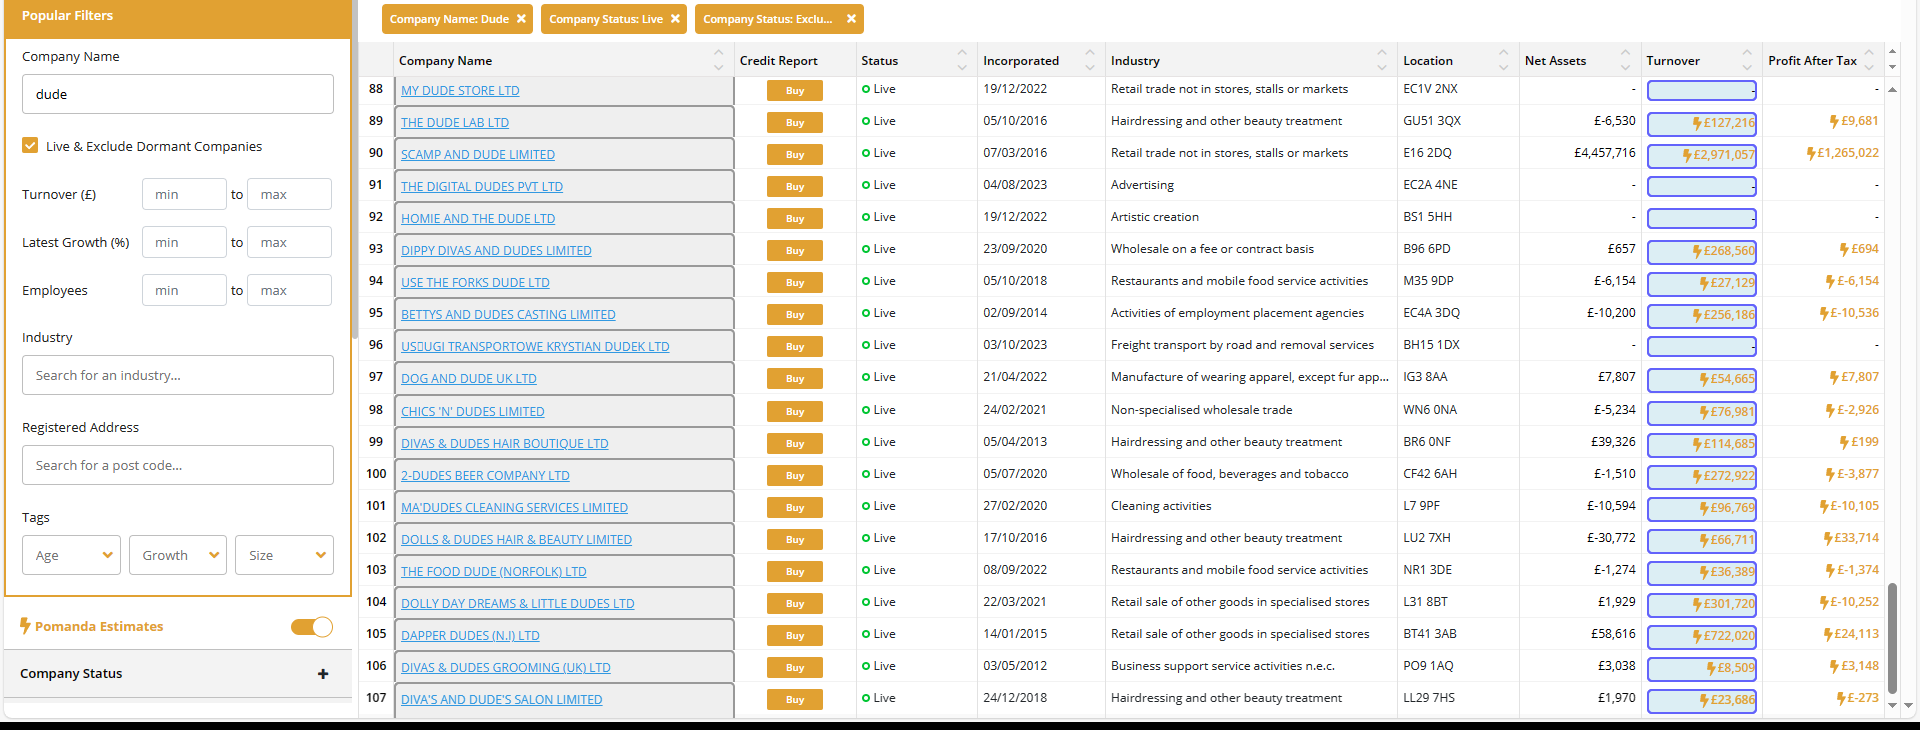 Popular Filters
Company Name: Dude ✕ Company Status: Live ✕ Company Status: Exclu... ✕
Company Name
dude
Live & Exclude Dormant Companies
Turnover (£) min to max
Latest Growth (%) min to max
Employees min to max
Industry
Search for an industry...
Registered Address
Search for a post code...
Tags
Age Growth Size
Pomanda Estimates
Company Status +
Company Name Credit Report Status Incorporated Industry Location Net Assets Turnover Profit After Tax
88 MY DUDE STORE LTD Buy Live 19/12/2022 Retail trade not in stores, stalls or markets EC1V 2NX - - -
89 THE DUDE LAB LTD Buy Live 05/10/2016 Hairdressing and other beauty treatment GU51 3QX £-6,530 £127,216 £9,681
90 SCAMP AND DUDE LIMITED Buy Live 07/03/2016 Retail trade not in stores, stalls or markets E16 2DQ £4,457,716 £2,971,057 £1,265,022
91 THE DIGITAL DUDES PVT LTD Buy Live 04/08/2023 Advertising EC2A 4NE - - -
92 HOMIE AND THE DUDE LTD Buy Live 19/12/2022 Artistic creation BS1 5HH - - -
93 DIPPY DIVAS AND DUDES LIMITED Buy Live 23/09/2020 Wholesale on a fee or contract basis B96 6PD £657 £268,560 £694
94 USE THE FORKS DUDE LTD Buy Live 05/10/2018 Restaurants and mobile food service activities M35 9DP £-6,154 £27,129 £-6,154
95 BETTYS AND DUDES CASTING LIMITED Buy Live 02/09/2014 Activities of employment placement agencies EC4A 3DQ £-10,200 £256,186 £-10,536
96 US▯UGI TRANSPORTOWE KRYSTIAN DUDEK LTD Buy Live 03/10/2023 Freight transport by road and removal services BH15 1DX - - -
97 DOG AND DUDE UK LTD Buy Live 21/04/2022 Manufacture of wearing apparel, except fur app... IG3 8AA £7,807 £54,665 £7,807
98 CHICS 'N' DUDES LIMITED Buy Live 24/02/2021 Non-specialised wholesale trade WN6 0NA £-5,234 £76,981 £-2,926
99 DIVAS & DUDES HAIR BOUTIQUE LTD Buy Live 05/04/2013 Hairdressing and other beauty treatment BR6 0NF £39,326 £114,685 £199
100 2-DUDES BEER COMPANY LTD Buy Live 05/07/2020 Wholesale of food, beverages and tobacco CF42 6AH £-1,510 £272,922 £-3,877
101 MA'DUDES CLEANING SERVICES LIMITED Buy Live 27/02/2020 Cleaning activities L7 9PF £-10,594 £96,769 £-10,105
102 DOLLS & DUDES HAIR & BEAUTY LIMITED Buy Live 17/10/2016 Hairdressing and other beauty treatment LU2 7XH £-30,772 £66,711 £33,714
103 THE FOOD DUDE (NORFOLK) LTD Buy Live 08/09/2022 Restaurants and mobile food service activities NR1 3DE £-1,274 £36,389 £-1,374
104 DOLLY DAY DREAMS & LITTLE DUDES LTD Buy Live 22/03/2021 Retail sale of other goods in specialised stores L31 8BT £1,929 £301,720 £-10,252
105 DAPPER DUDES (N.I) LTD Buy Live 14/01/2015 Retail sale of other goods in specialised stores BT41 3AB £58,616 £722,020 £24,113
106 DIVAS & DUDES GROOMING (UK) LTD Buy Live 03/05/2012 Business support service activities n.e.c. PO9 1AQ £3,038 £8,509 £3,148
107 DIVA'S AND DUDE'S SALON LIMITED Buy Live 24/12/2018 Hairdressing and other beauty treatment LL29 7HS £1,970 £23,686 £-273